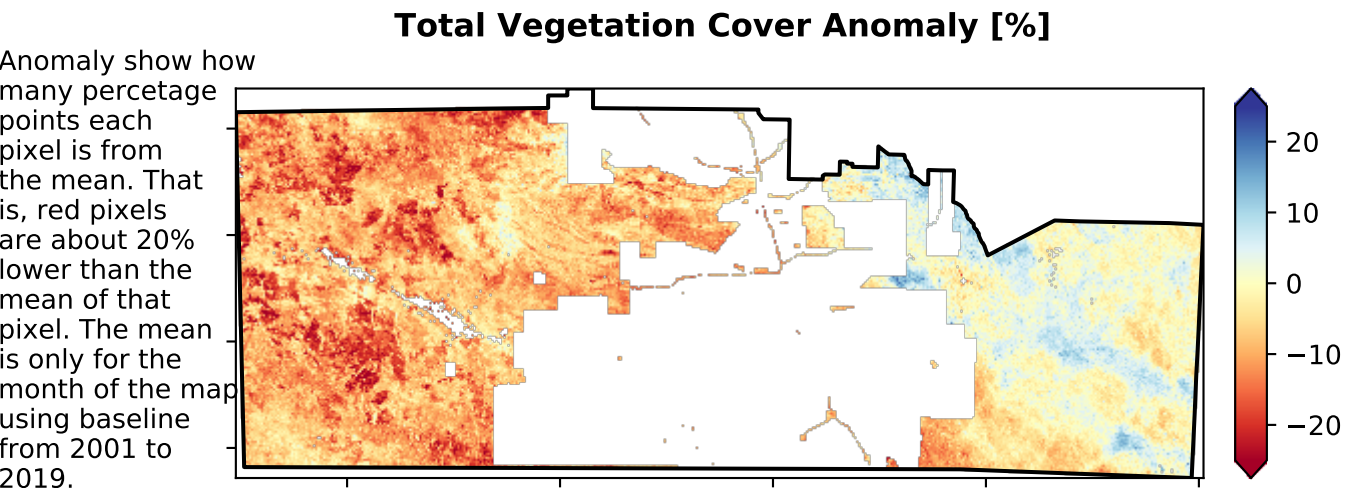 Total Vegetation Cover Anomaly [%]
Anomaly show how
many percetage
points each
pixel is from
the mean. That
is, red pixels
are about 20%
lower than the
mean of that
pixel. The mean
is only for the
month of the map
using baseline
from 2001 to
2019.
20
10
0
−10
−20